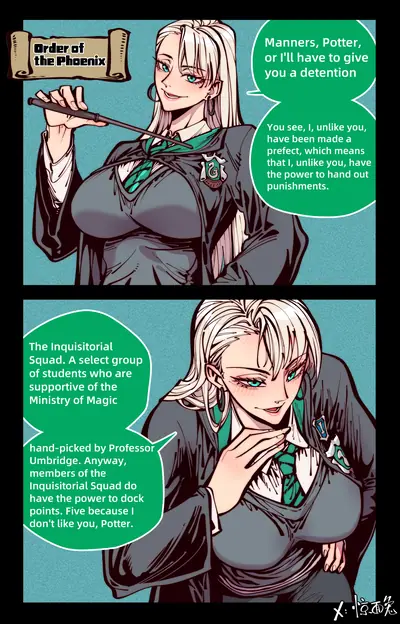 Order of
the Phoenix
Manners, Potter,
or I'll have to give
you a detention
You see, I, unlike you,
have been made a
prefect, which means
that I, unlike you, have
the power to hand out
punishments.
The Inquisitorial
Squad. A select group
of students who are
supportive of the
Ministry of Magic
hand-picked by Professor
Umbridge. Anyway,
members of the
Inquisitorial Squad do
have the power to dock
points. Five because I
don't like you, Potter.